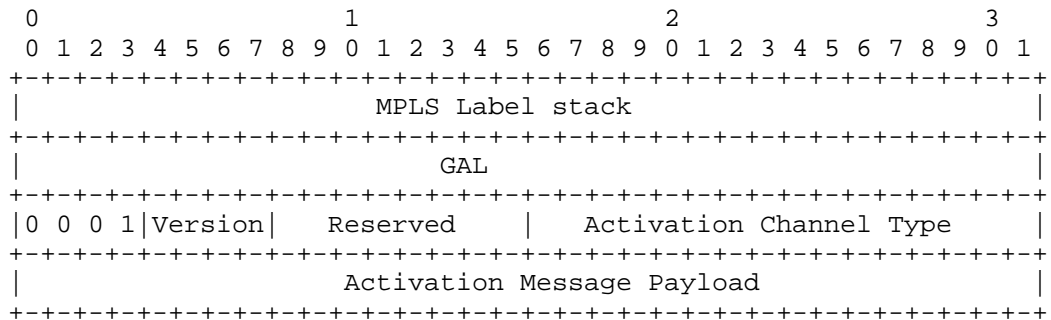 0                   1                   2                   3
 0 1 2 3 4 5 6 7 8 9 0 1 2 3 4 5 6 7 8 9 0 1 2 3 4 5 6 7 8 9 0 1
+-+-+-+-+-+-+-+-+-+-+-+-+-+-+-+-+-+-+-+-+-+-+-+-+-+-+-+-+-+-+-+-+
|                      MPLS Label stack                         |
+-+-+-+-+-+-+-+-+-+-+-+-+-+-+-+-+-+-+-+-+-+-+-+-+-+-+-+-+-+-+-+-+
|                          GAL                                  |
+-+-+-+-+-+-+-+-+-+-+-+-+-+-+-+-+-+-+-+-+-+-+-+-+-+-+-+-+-+-+-+-+
|0 0 0 1|Version|   Reserved    |   Activation Channel Type     |
+-+-+-+-+-+-+-+-+-+-+-+-+-+-+-+-+-+-+-+-+-+-+-+-+-+-+-+-+-+-+-+-+
|                    Activation Message Payload                 |
+-+-+-+-+-+-+-+-+-+-+-+-+-+-+-+-+-+-+-+-+-+-+-+-+-+-+-+-+-+-+-+-+